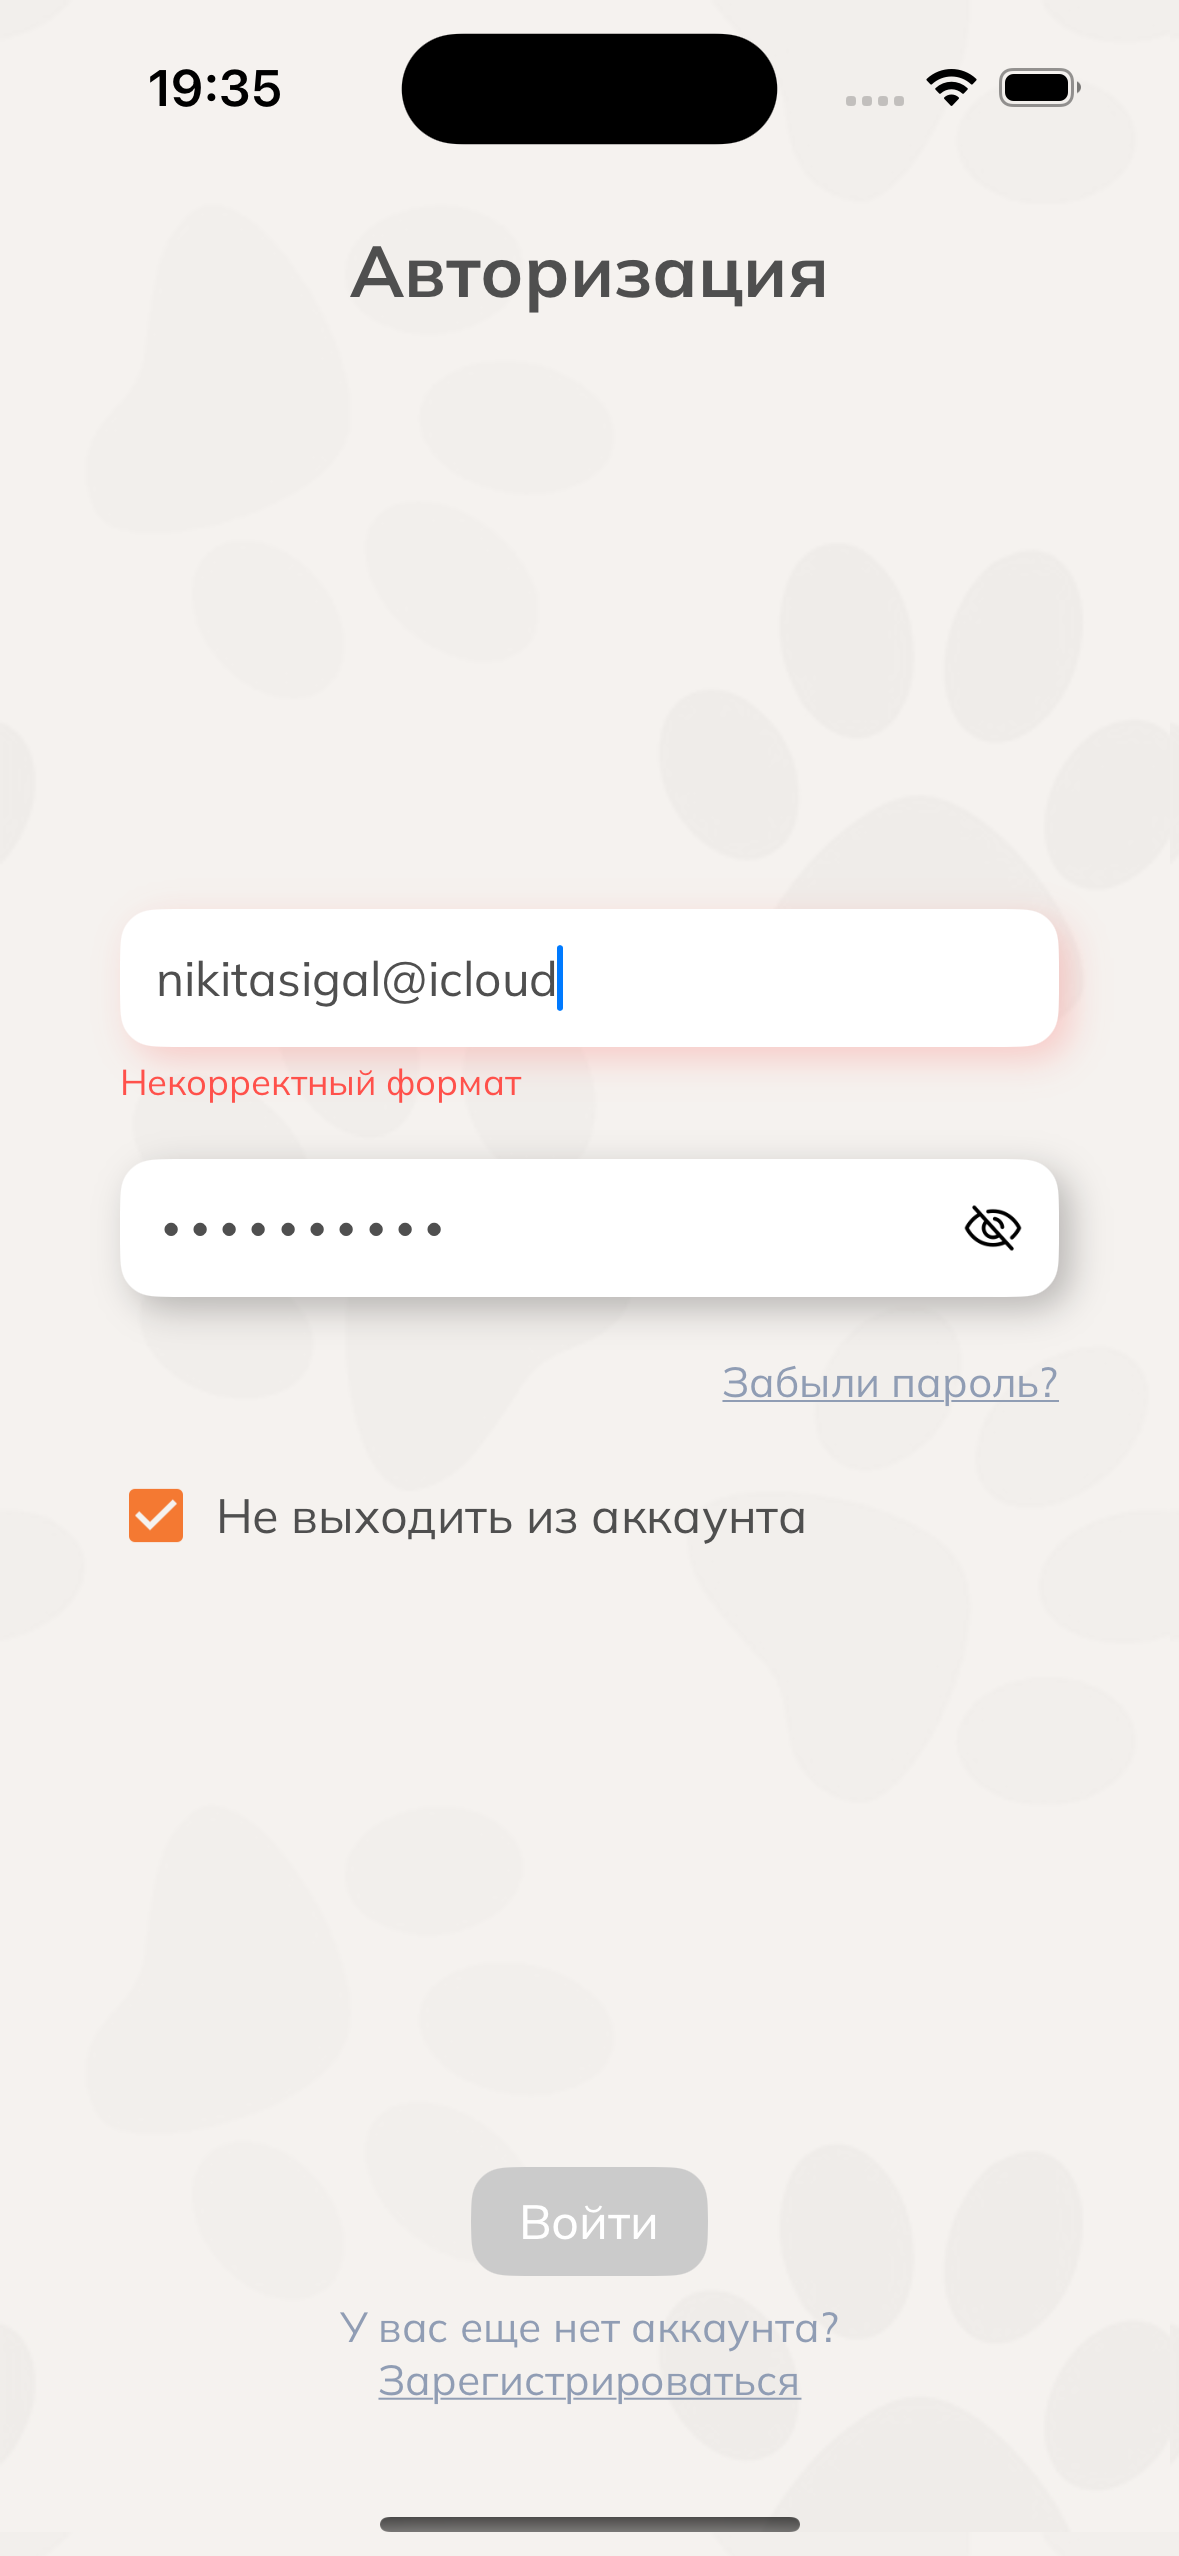 19:35
Авторизация
nikitasigal@icloud
Некорректный формат
••••••••••
Забыли пароль?
Не выходить из аккаунта
Войти
У вас еще нет аккаунта?
Зарегистрироваться